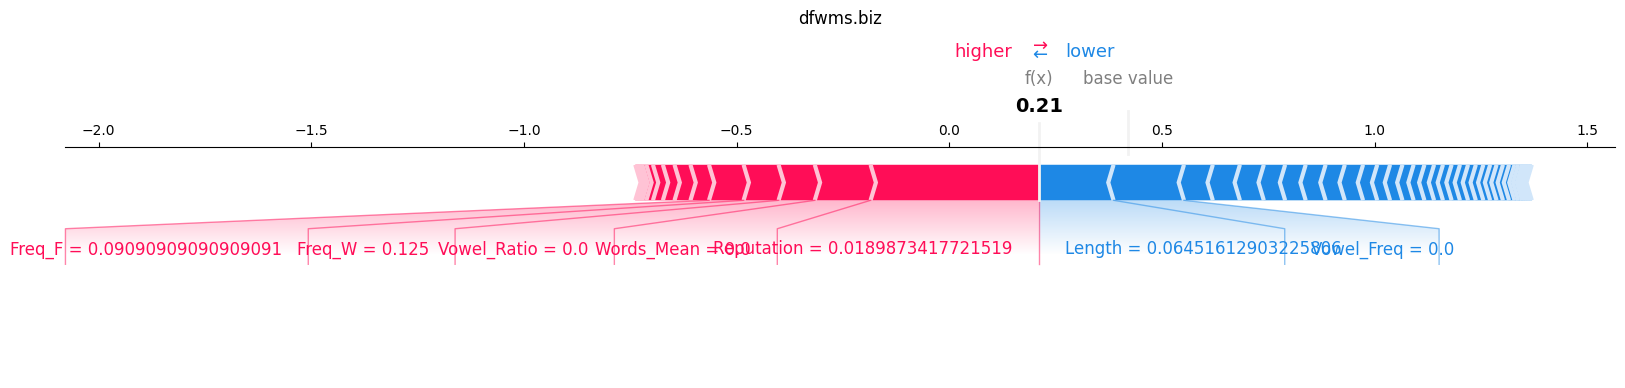 dfwms.biz
higher ⇄ lower
f(x) base value
0.21
−2.0 −1.5 −1.0 −0.5 0.0 0.5 1.0 1.5
Freq_F = 0.09090909090909091 Freq_W = 0.125 Vowel_Ratio = 0.0 Words_Mean = 0.0 Reputation = 0.0189873417721519 Length = 0.06451612903225806 Vowel_Freq = 0.0